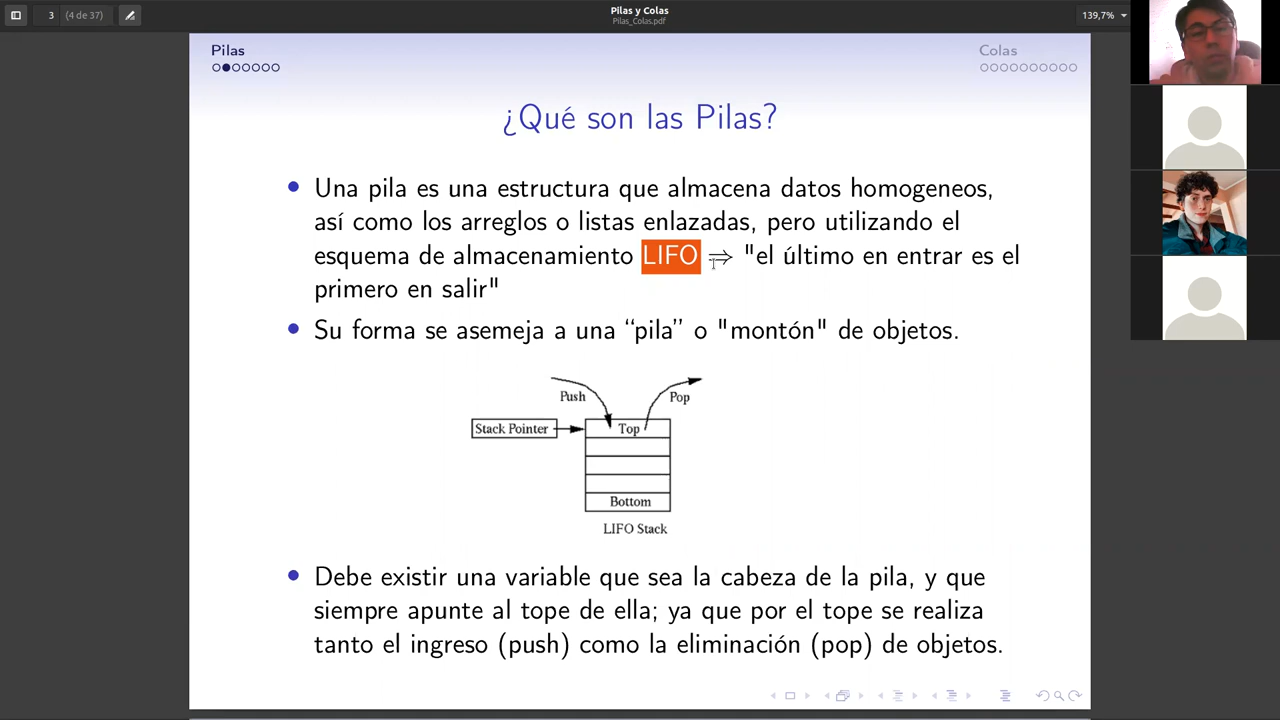 Pilas y Colas
Pilas_Colas.pdf
3 (4 de 37)
139,7%
Pilas
Colas
¿Qué son las Pilas?
Una pila es una estructura que almacena datos homogeneos,
así como los arreglos o listas enlazadas, pero utilizando el
esquema de almacenamiento LIFO ⇒ "el último en entrar es el
primero en salir"
Su forma se asemeja a una “pila” o "montón" de objetos.
Push
Pop
Stack Pointer
Top
Bottom
LIFO Stack
Debe existir una variable que sea la cabeza de la pila, y que
siempre apunte al tope de ella; ya que por el tope se realiza
tanto el ingreso (push) como la eliminación (pop) de objetos.